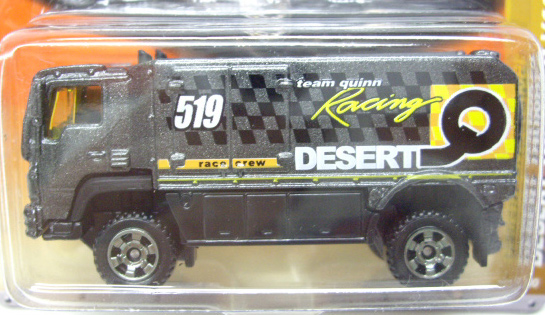 519
team quinn
Racing
DESERT
race crew